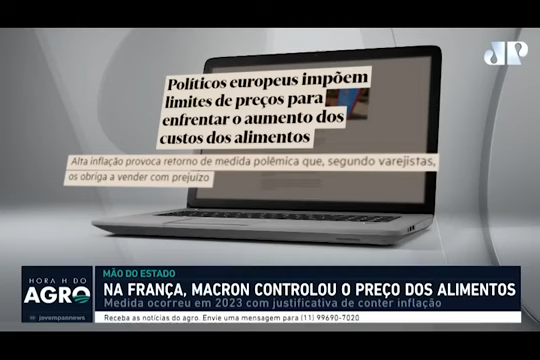 JP
Políticos europeus impõem
limites de preços para
enfrentar o aumento dos
custos dos alimentos
Alta inflação provoca retorno de medida polêmica que, segundo varejistas,
os obriga a vender com prejuízo
HORA H DO
AGRO
jovempannews
MÃO DO ESTADO
NA FRANÇA, MACRON CONTROLOU O PREÇO DOS ALIMENTOS
Medida ocorreu em 2023 com justificativa de conter inflação
Receba as notícias do agro. Envie uma mensagem para (11) 99690-7020